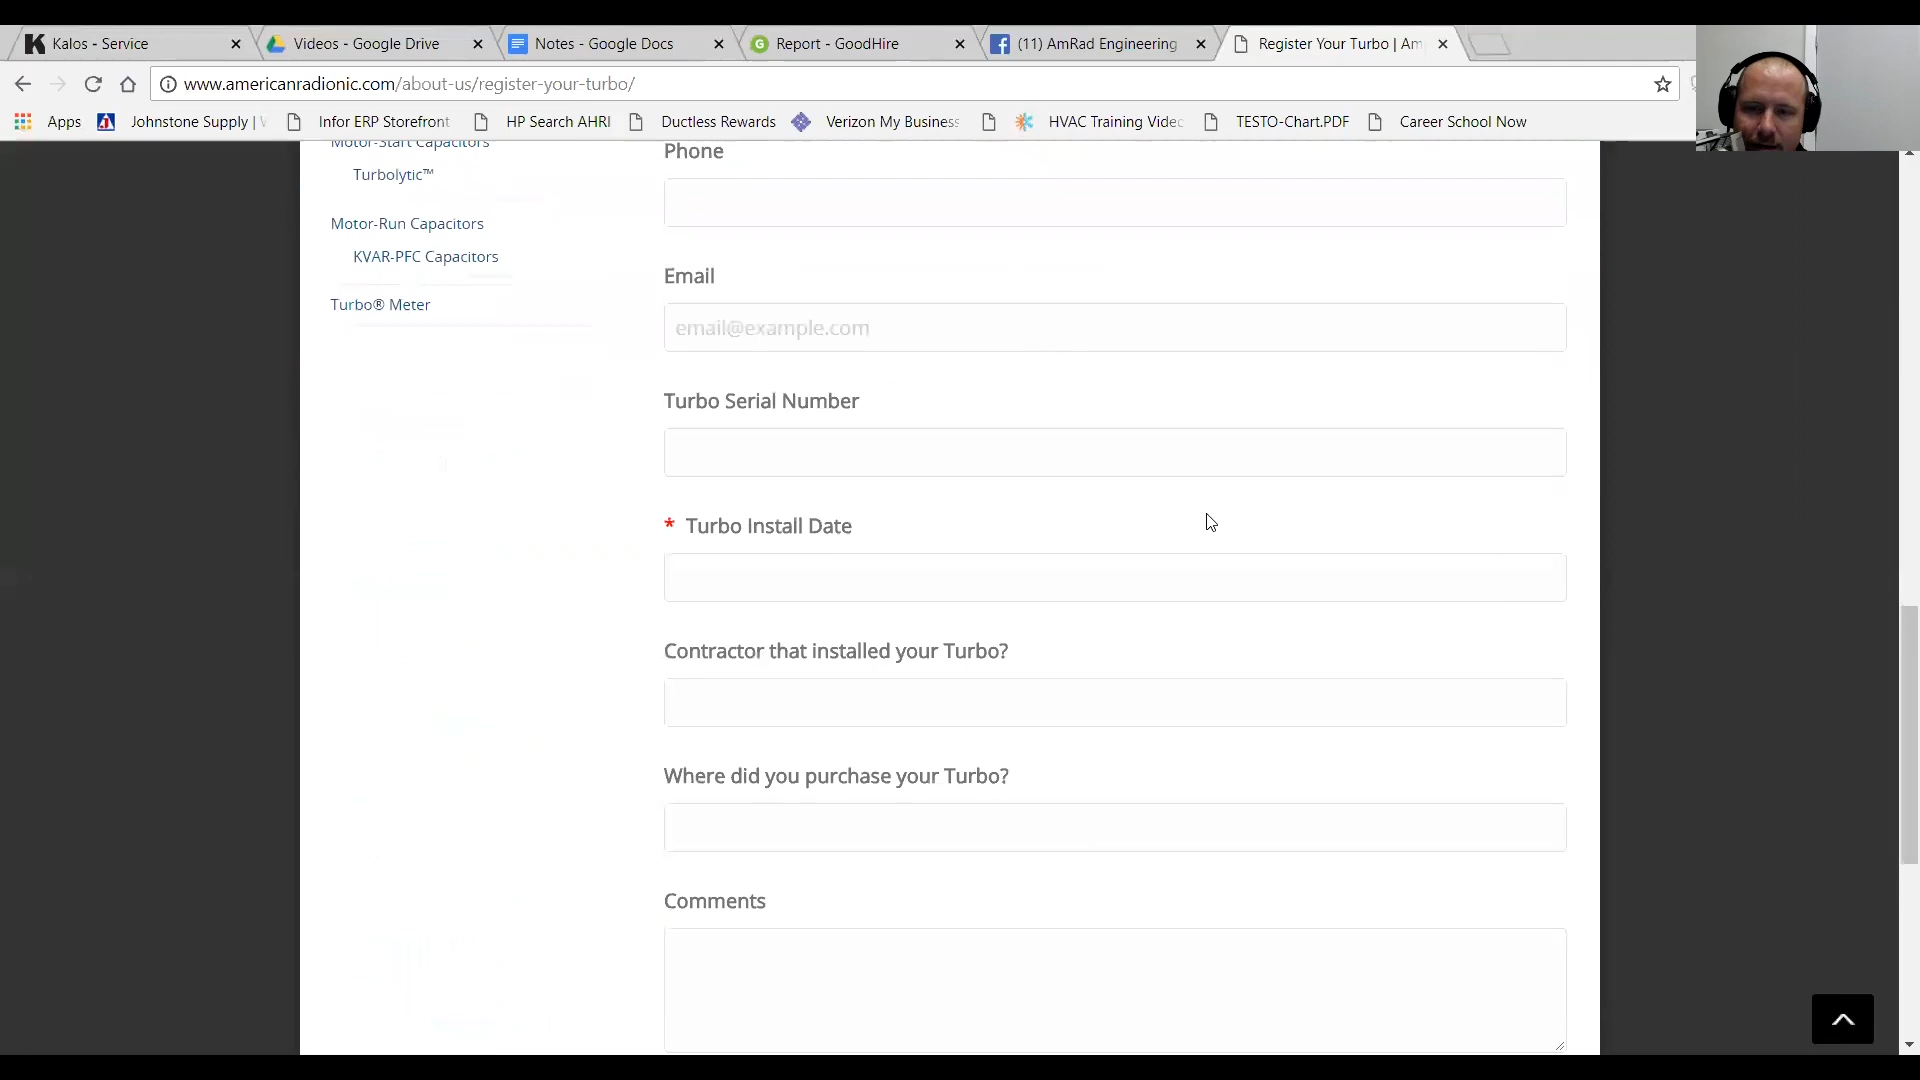 Kalos - Service
Videos - Google Drive
Notes - Google Docs
Report - GoodHire
(11) AmRad Engineering
Register Your Turbo | Am
www.americanradionic.com/about-us/register-your-turbo/
Apps
Johnstone Supply |
Infor ERP Storefront
HP Search AHRI
Ductless Rewards
Verizon My Business
HVAC Training Video
TESTO-Chart.PDF
Career School Now
Motor-Start Capacitors
Turbolytic™
Motor-Run Capacitors
KVAR-PFC Capacitors
Turbo® Meter
Phone
Email
email@example.com
Turbo Serial Number
* Turbo Install Date
Contractor that installed your Turbo?
Where did you purchase your Turbo?
Comments